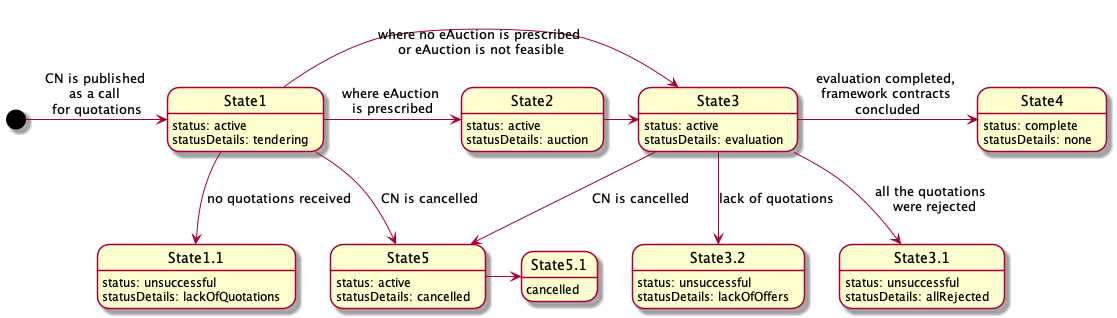 where no eAuction is prescribed
or eAuction is not feasible
CN is published
as a call
for quotations
State1
status: active
statusDetails: tendering
where eAuction
is prescribed
State2
status: active
statusDetails: auction
State3
status: active
statusDetails: evaluation
evaluation completed,
framework contracts
concluded
State4
status: complete
statusDetails: none
no quotations received
CN is cancelled
CN is cancelled
lack of quotations
all the quotations
were rejected
State1.1
status: unsuccessful
statusDetails: lackOfQuotations
State5
status: active
statusDetails: cancelled
State5.1
cancelled
State3.2
status: unsuccessful
statusDetails: lackOfOffers
State3.1
status: unsuccessful
statusDetails: allRejected